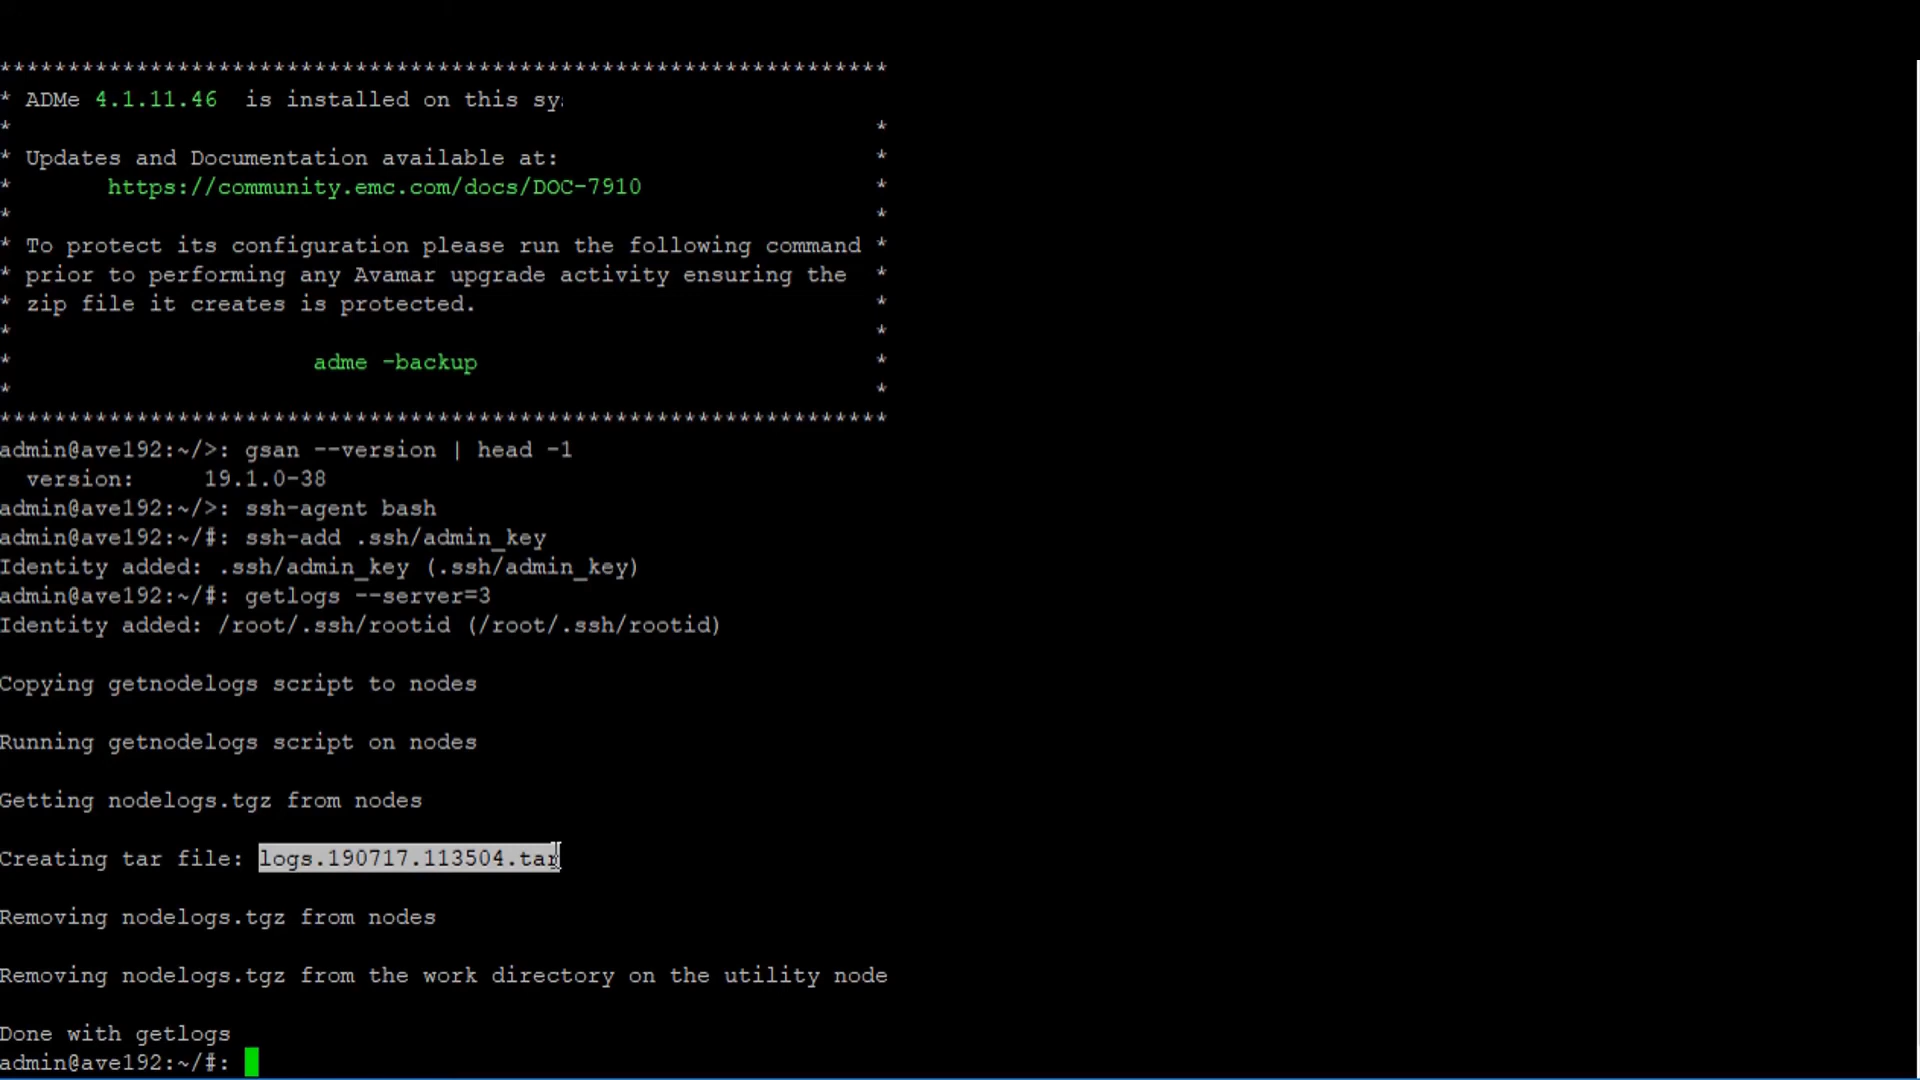 *****************************************************************
* ADMe 4.1.11.46  is installed on this
* *
* Updates and Documentation available at: *
* https://community.emc.com/docs/DOC-7910 *
* *
* To protect its configuration please run the following command *
* prior to performing any Avamar upgrade activity ensuring the *
* zip file it creates is protected. *
* *
* adme -backup *
* *
*****************************************************************
admin@ave192:~/>: gsan --version | head -1
version: 19.1.0-38
admin@ave192:~/>: ssh-agent bash
admin@ave192:~/#: ssh-add .ssh/admin_key
Identity added: .ssh/admin_key (.ssh/admin_key)
admin@ave192:~/#: getlogs --server=3
Identity added: /root/.ssh/rootid (/root/.ssh/rootid)
Copying getnodelogs script to nodes
Running getnodelogs script on nodes
Getting nodelogs.tgz from nodes
Creating tar file: logs.190717.113504.tar
Removing nodelogs.tgz from nodes
Removing nodelogs.tgz from the work directory on the utility node
Done with getlogs
admin@ave192:~/#: